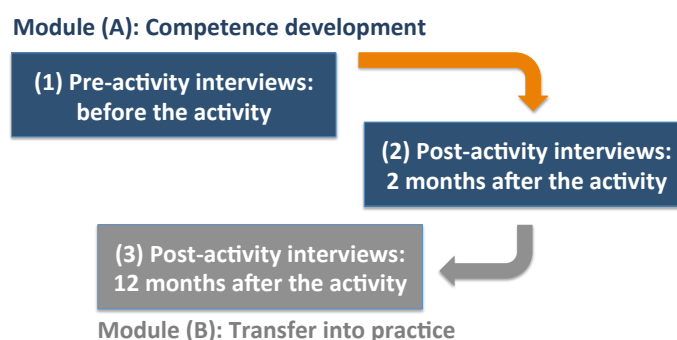 Module (A): Competence development
(1) Pre-activity interviews:
before the activity
(2) Post-activity interviews:
2 months after the activity
(3) Post-activity interviews:
12 months after the activity
Module (B): Transfer into practice